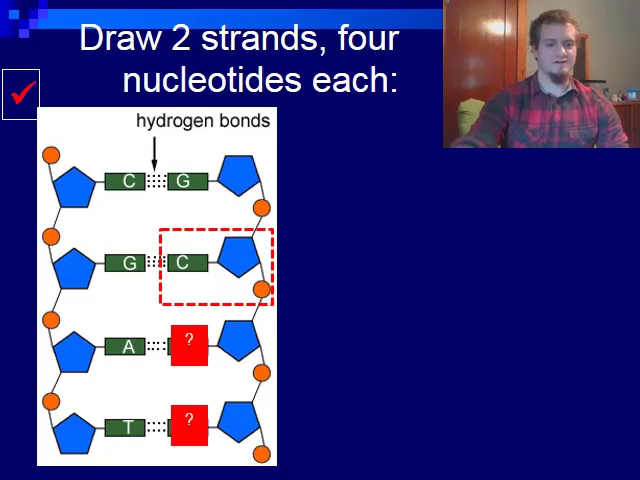 Draw 2 strands, four
nucleotides each:
hydrogen bonds
C G
G C
A ?
T ?